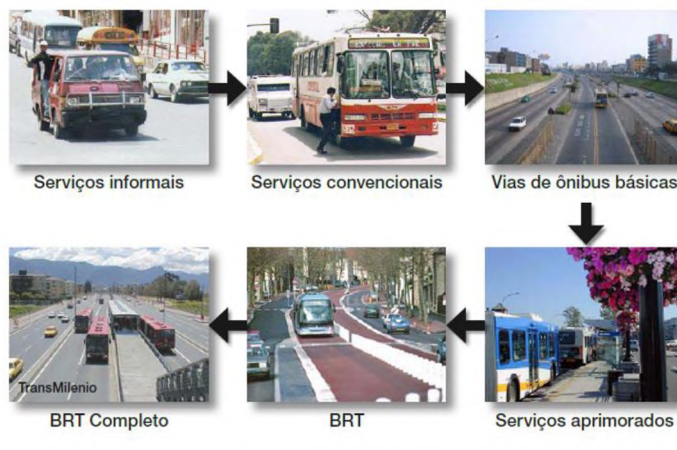 Serviços informais
Serviços convencionais
Vias de ônibus básicas
TransMilenio
BRT Completo
BRT
Serviços aprimorados